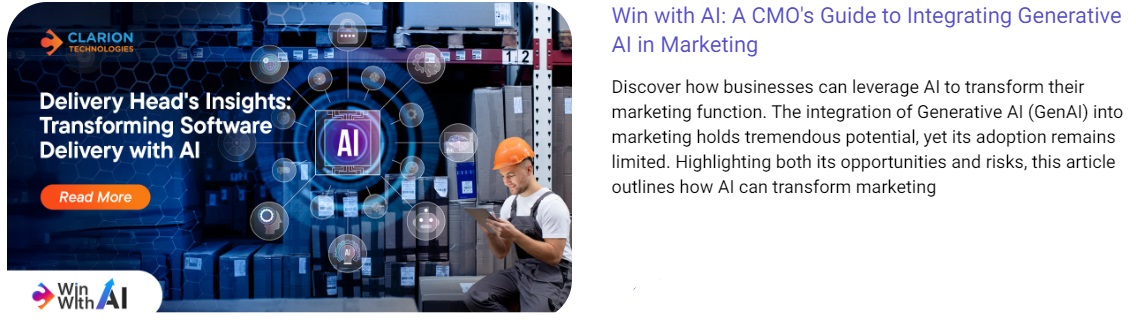 CLARION
TECHNOLOGIES
Delivery Head's Insights:
Transforming Software
Delivery with AI
Read More
Win
With AI
1 2
AI
AI
Win with AI: A CMO's Guide to Integrating Generative
AI in Marketing
Discover how businesses can leverage AI to transform their
marketing function. The integration of Generative AI (GenAI) into
marketing holds tremendous potential, yet its adoption remains
limited. Highlighting both its opportunities and risks, this article
outlines how AI can transform marketing